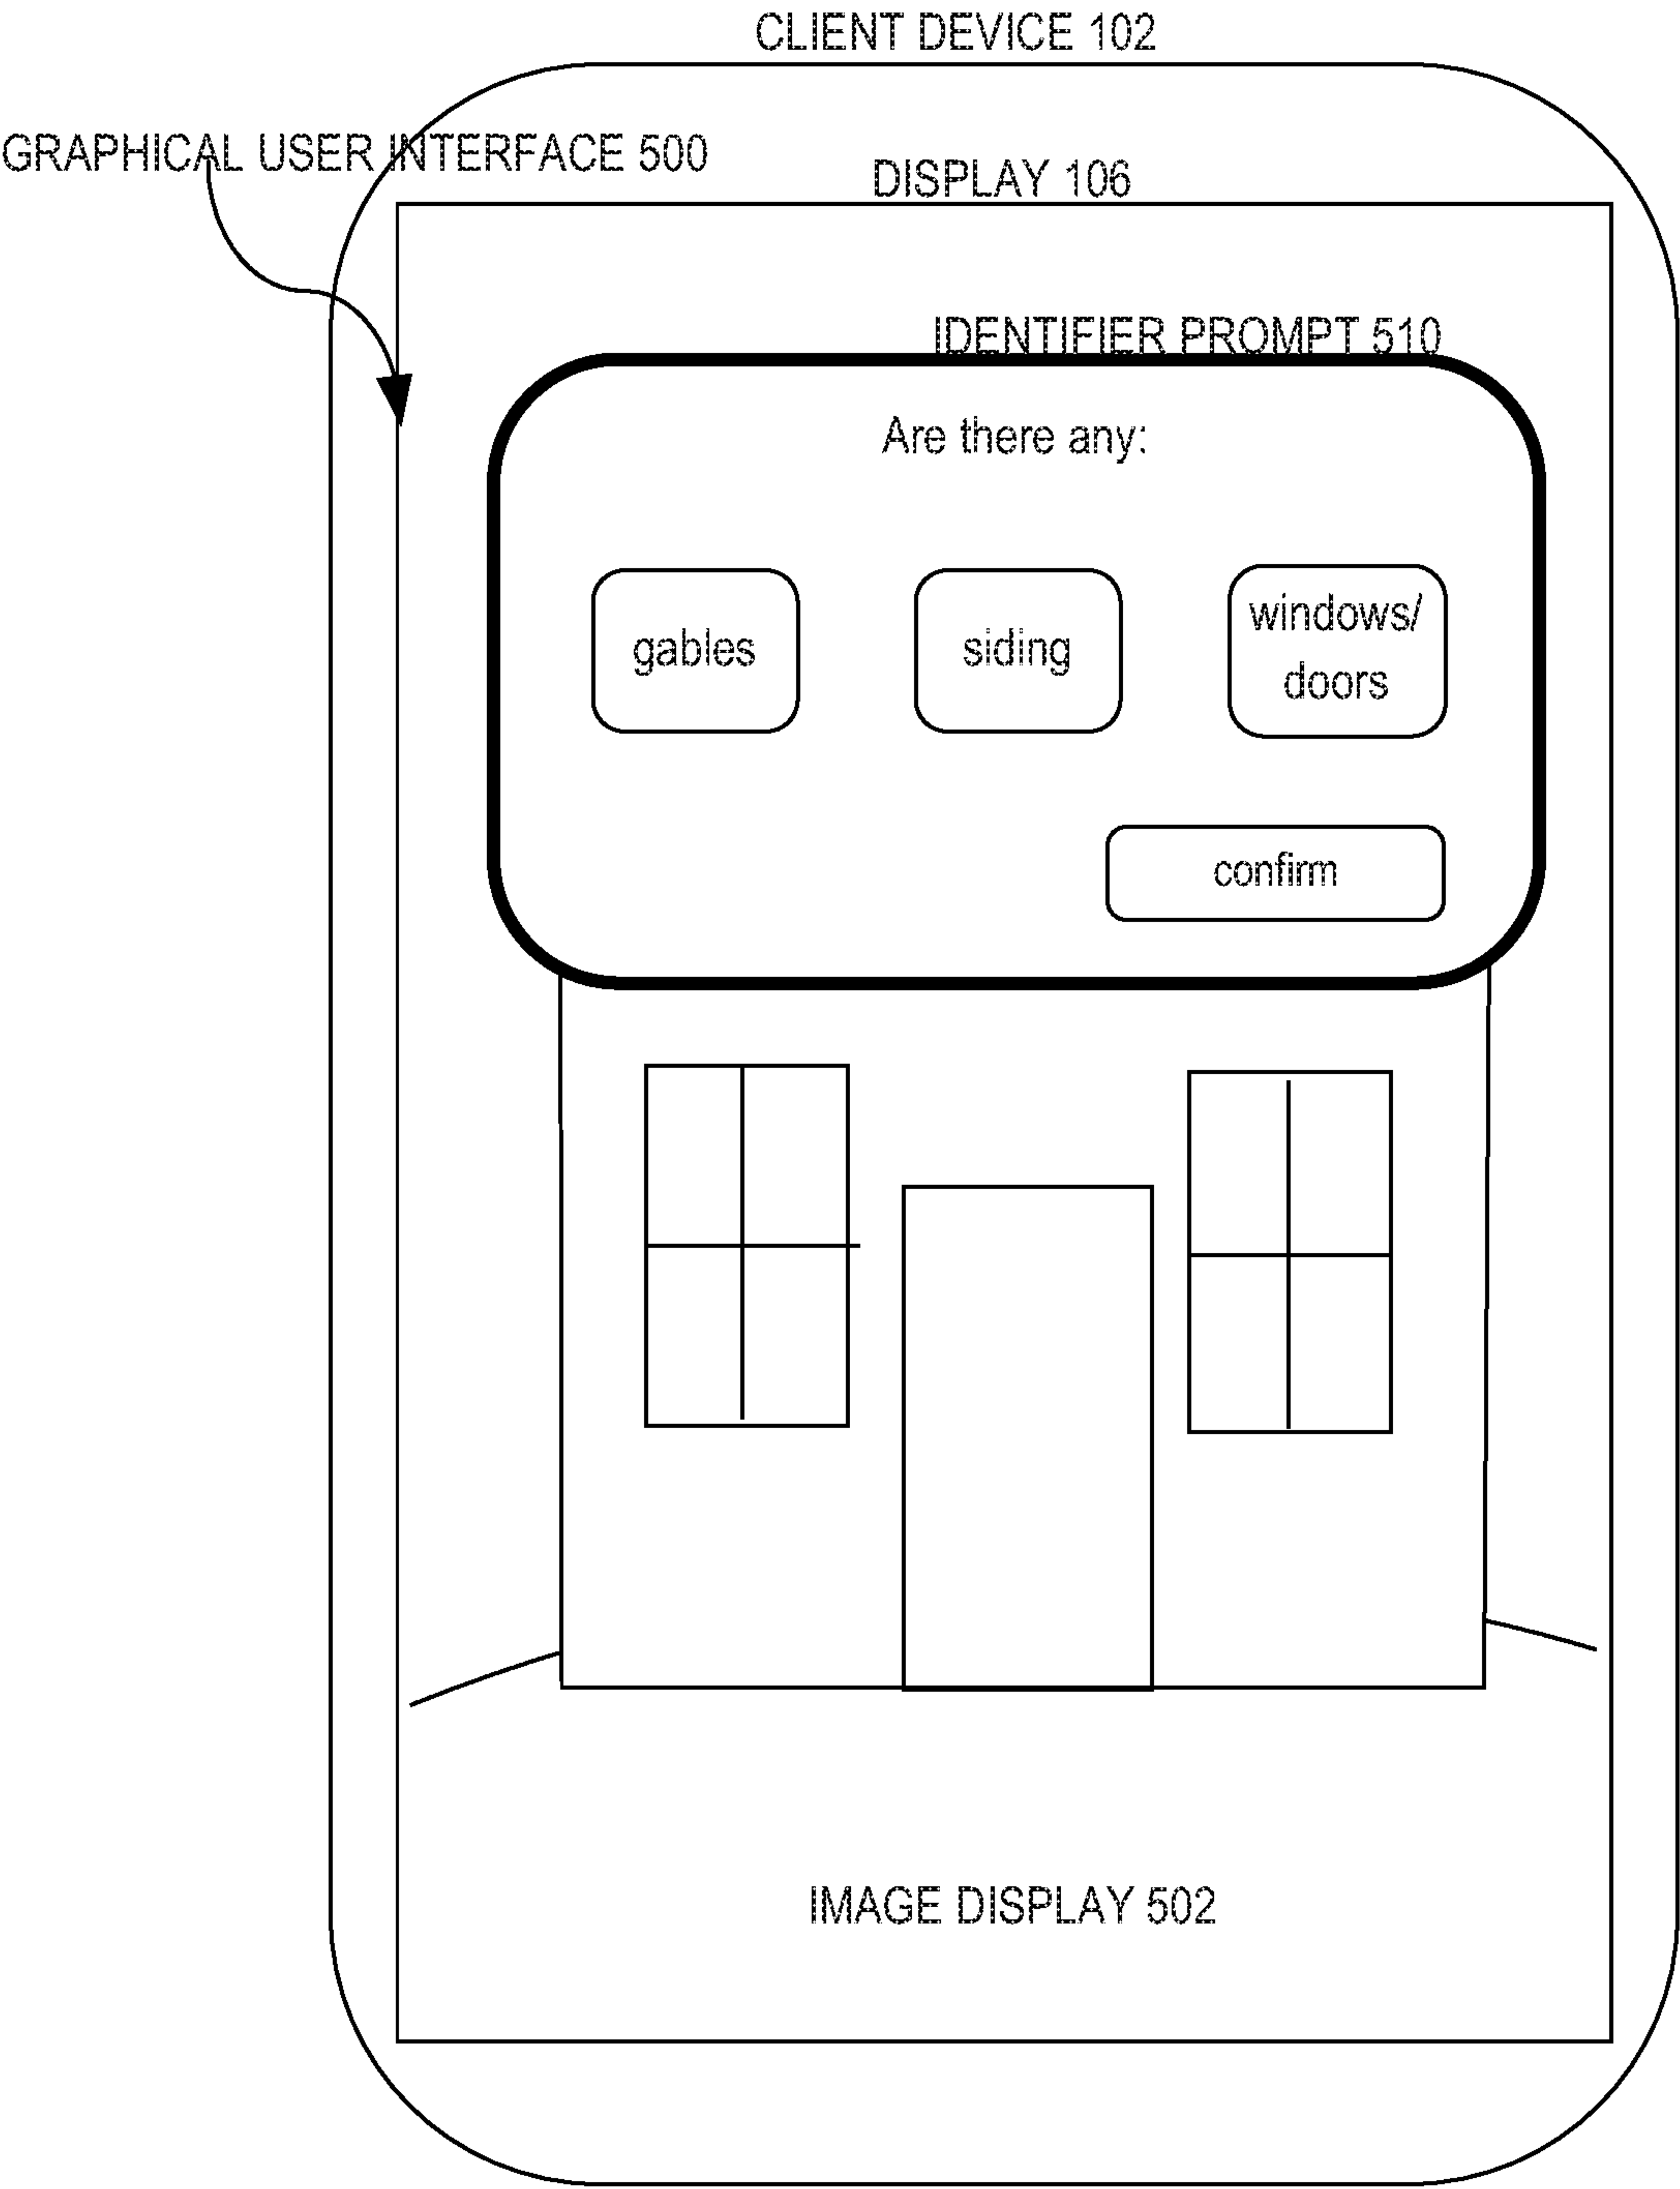 CLIENT DEVICE 102
GRAPHICAL USER INTERFACE 500
DISPLAY 106
IDENTIFIER PROMPT 510
Are there any:
gables
siding
windows/
doors
confirm
IMAGE DISPLAY 502